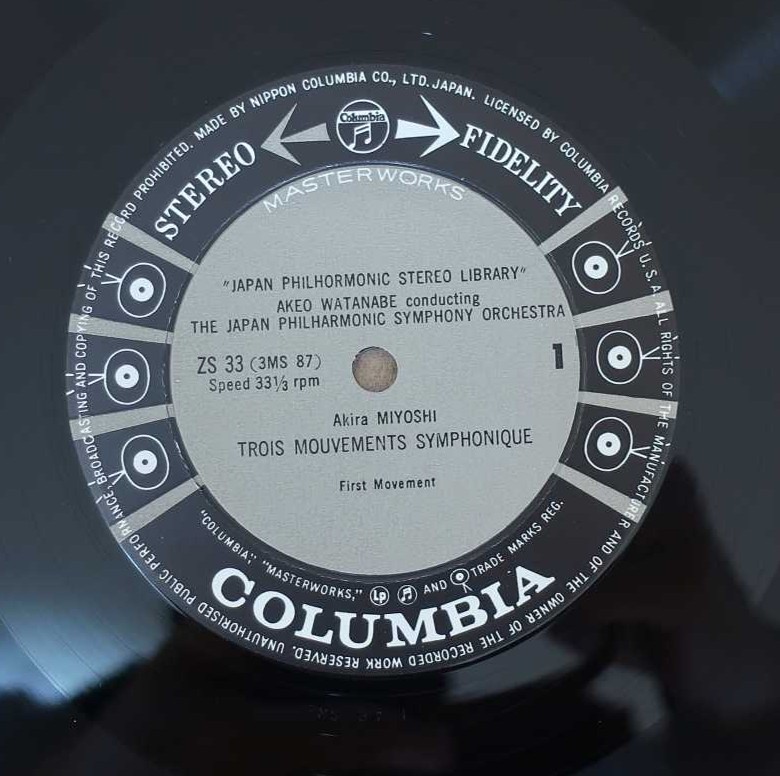 MADE BY NIPPON COLUMBIA CO., LTD. JAPAN. LICENSED BY COLUMBIA RECORDS U. S. A. ALL RIGHTS OF THE MANUFACTURER AND OF THE OWNER OF THE RECORDED WORK RESERVED. UNAUTHORISED PUBLIC PERFORMANCE, BROADCASTING AND COPYING OF THIS RECORD PROHIBITED.
Columbia
STEREO FIDELITY
MASTERWORKS
"JAPAN PHILHORMONIC STEREO LIBRARY"
AKEO WATANABE conducting
THE JAPAN PHILHARMONIC SYMPHONY ORCHESTRA
ZS 33 (3MS 87)
1
Speed 33⅓ rpm
Akira MIYOSHI
TROIS MOUVEMENTS SYMPHONIQUE
First Movement
"COLUMBIA," "MASTERWORKS," Lp AND TRADE MARKS REG.
COLUMBIA